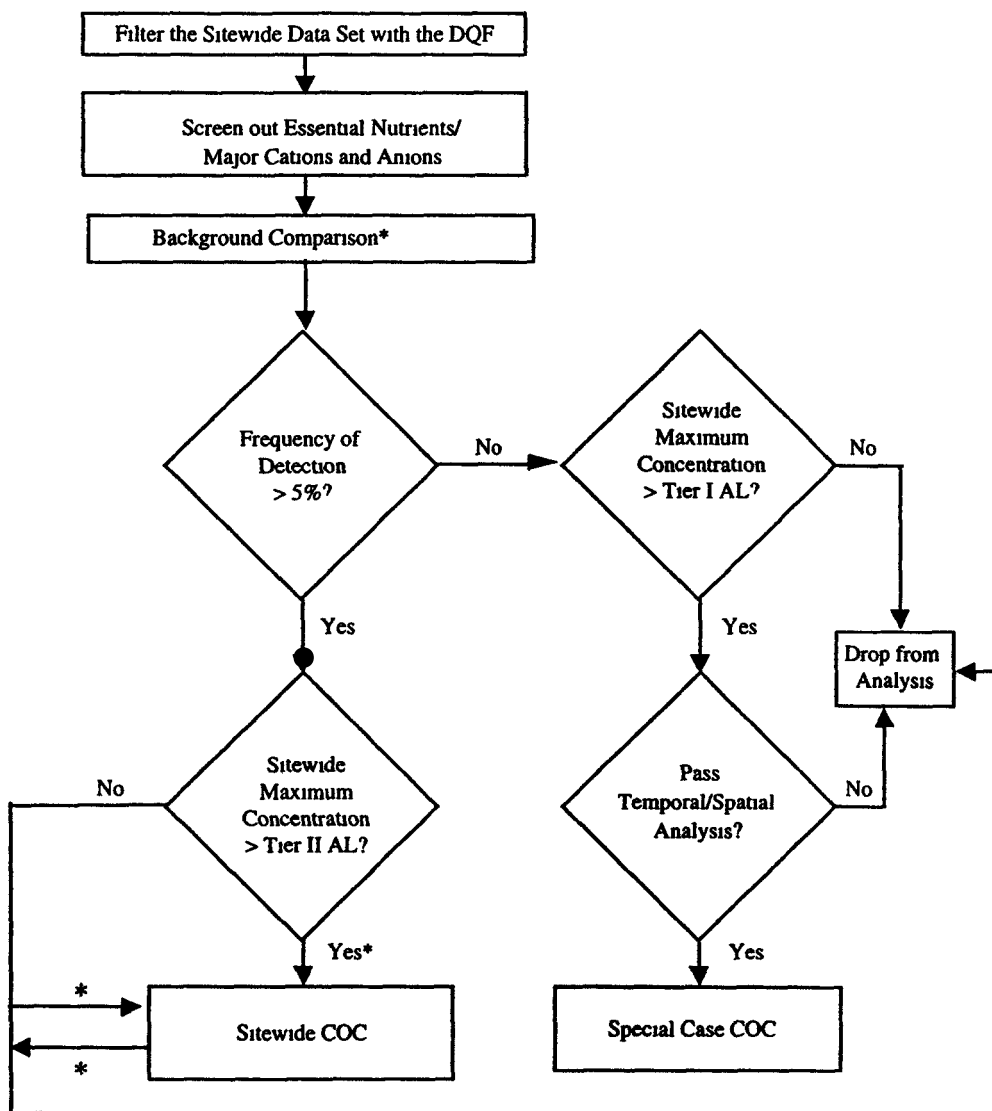 Filter the Sitewide Data Set with the DQF
Screen out Essential Nutrients/
Major Cations and Anions
Background Comparison*
Frequency of
Detection
> 5%?
No
Sitewide
Maximum
Concentration
> Tier I AL?
No
Yes
Yes
Drop from
Analysis
No
Sitewide
Maximum
Concentration
> Tier II AL?
Pass
Temporal/Spatial
Analysis?
No
Yes*
Yes
*
Sitewide COC
Special Case COC
*